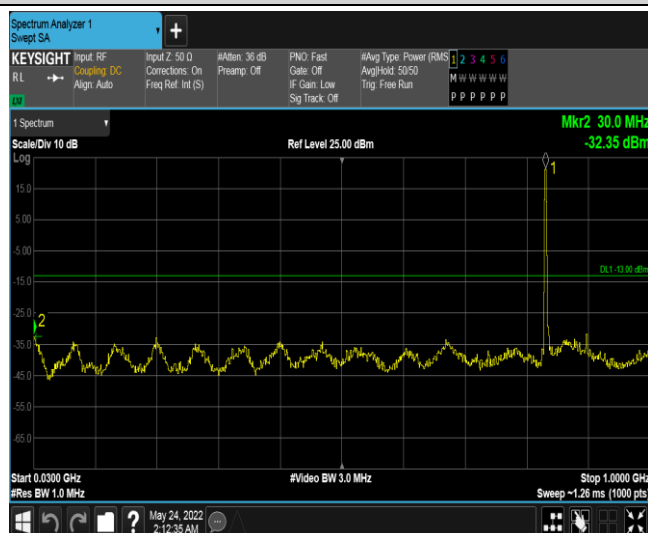 Spectrum Analyzer 1
Swept SA
+
KEYSIGHT
RL
Input: RF
Coupling: DC
Align: Auto
Input Z: 50 Ω
Corrections: On
Freq Ref: Int (S)
#Atten: 36 dB
Preamp: Off
PNO: Fast
Gate: Off
IF Gain: Low
Sig Track: Off
#Avg Type: Power (RMS
Avg|Hold: 50/50
Trig: Free Run
1 2 3 4 5 6
M W W W W W
P P P P P P
1 Spectrum
Mkr2 30.0 MHz
-32.35 dBm
Scale/Div 10 dB
Ref Level 25.00 dBm
Log
1
15.0
5.00
-5.00
DL1 -13.00 dBm
-15.0
-25.0
2
-35.0
-45.0
-55.0
-65.0
Start 0.0300 GHz
#Video BW 3.0 MHz
Stop 1.0000 GHz
#Res BW 1.0 MHz
Sweep ~1.26 ms (1000 pts)
?
May 24, 2022
2:12:35 AM